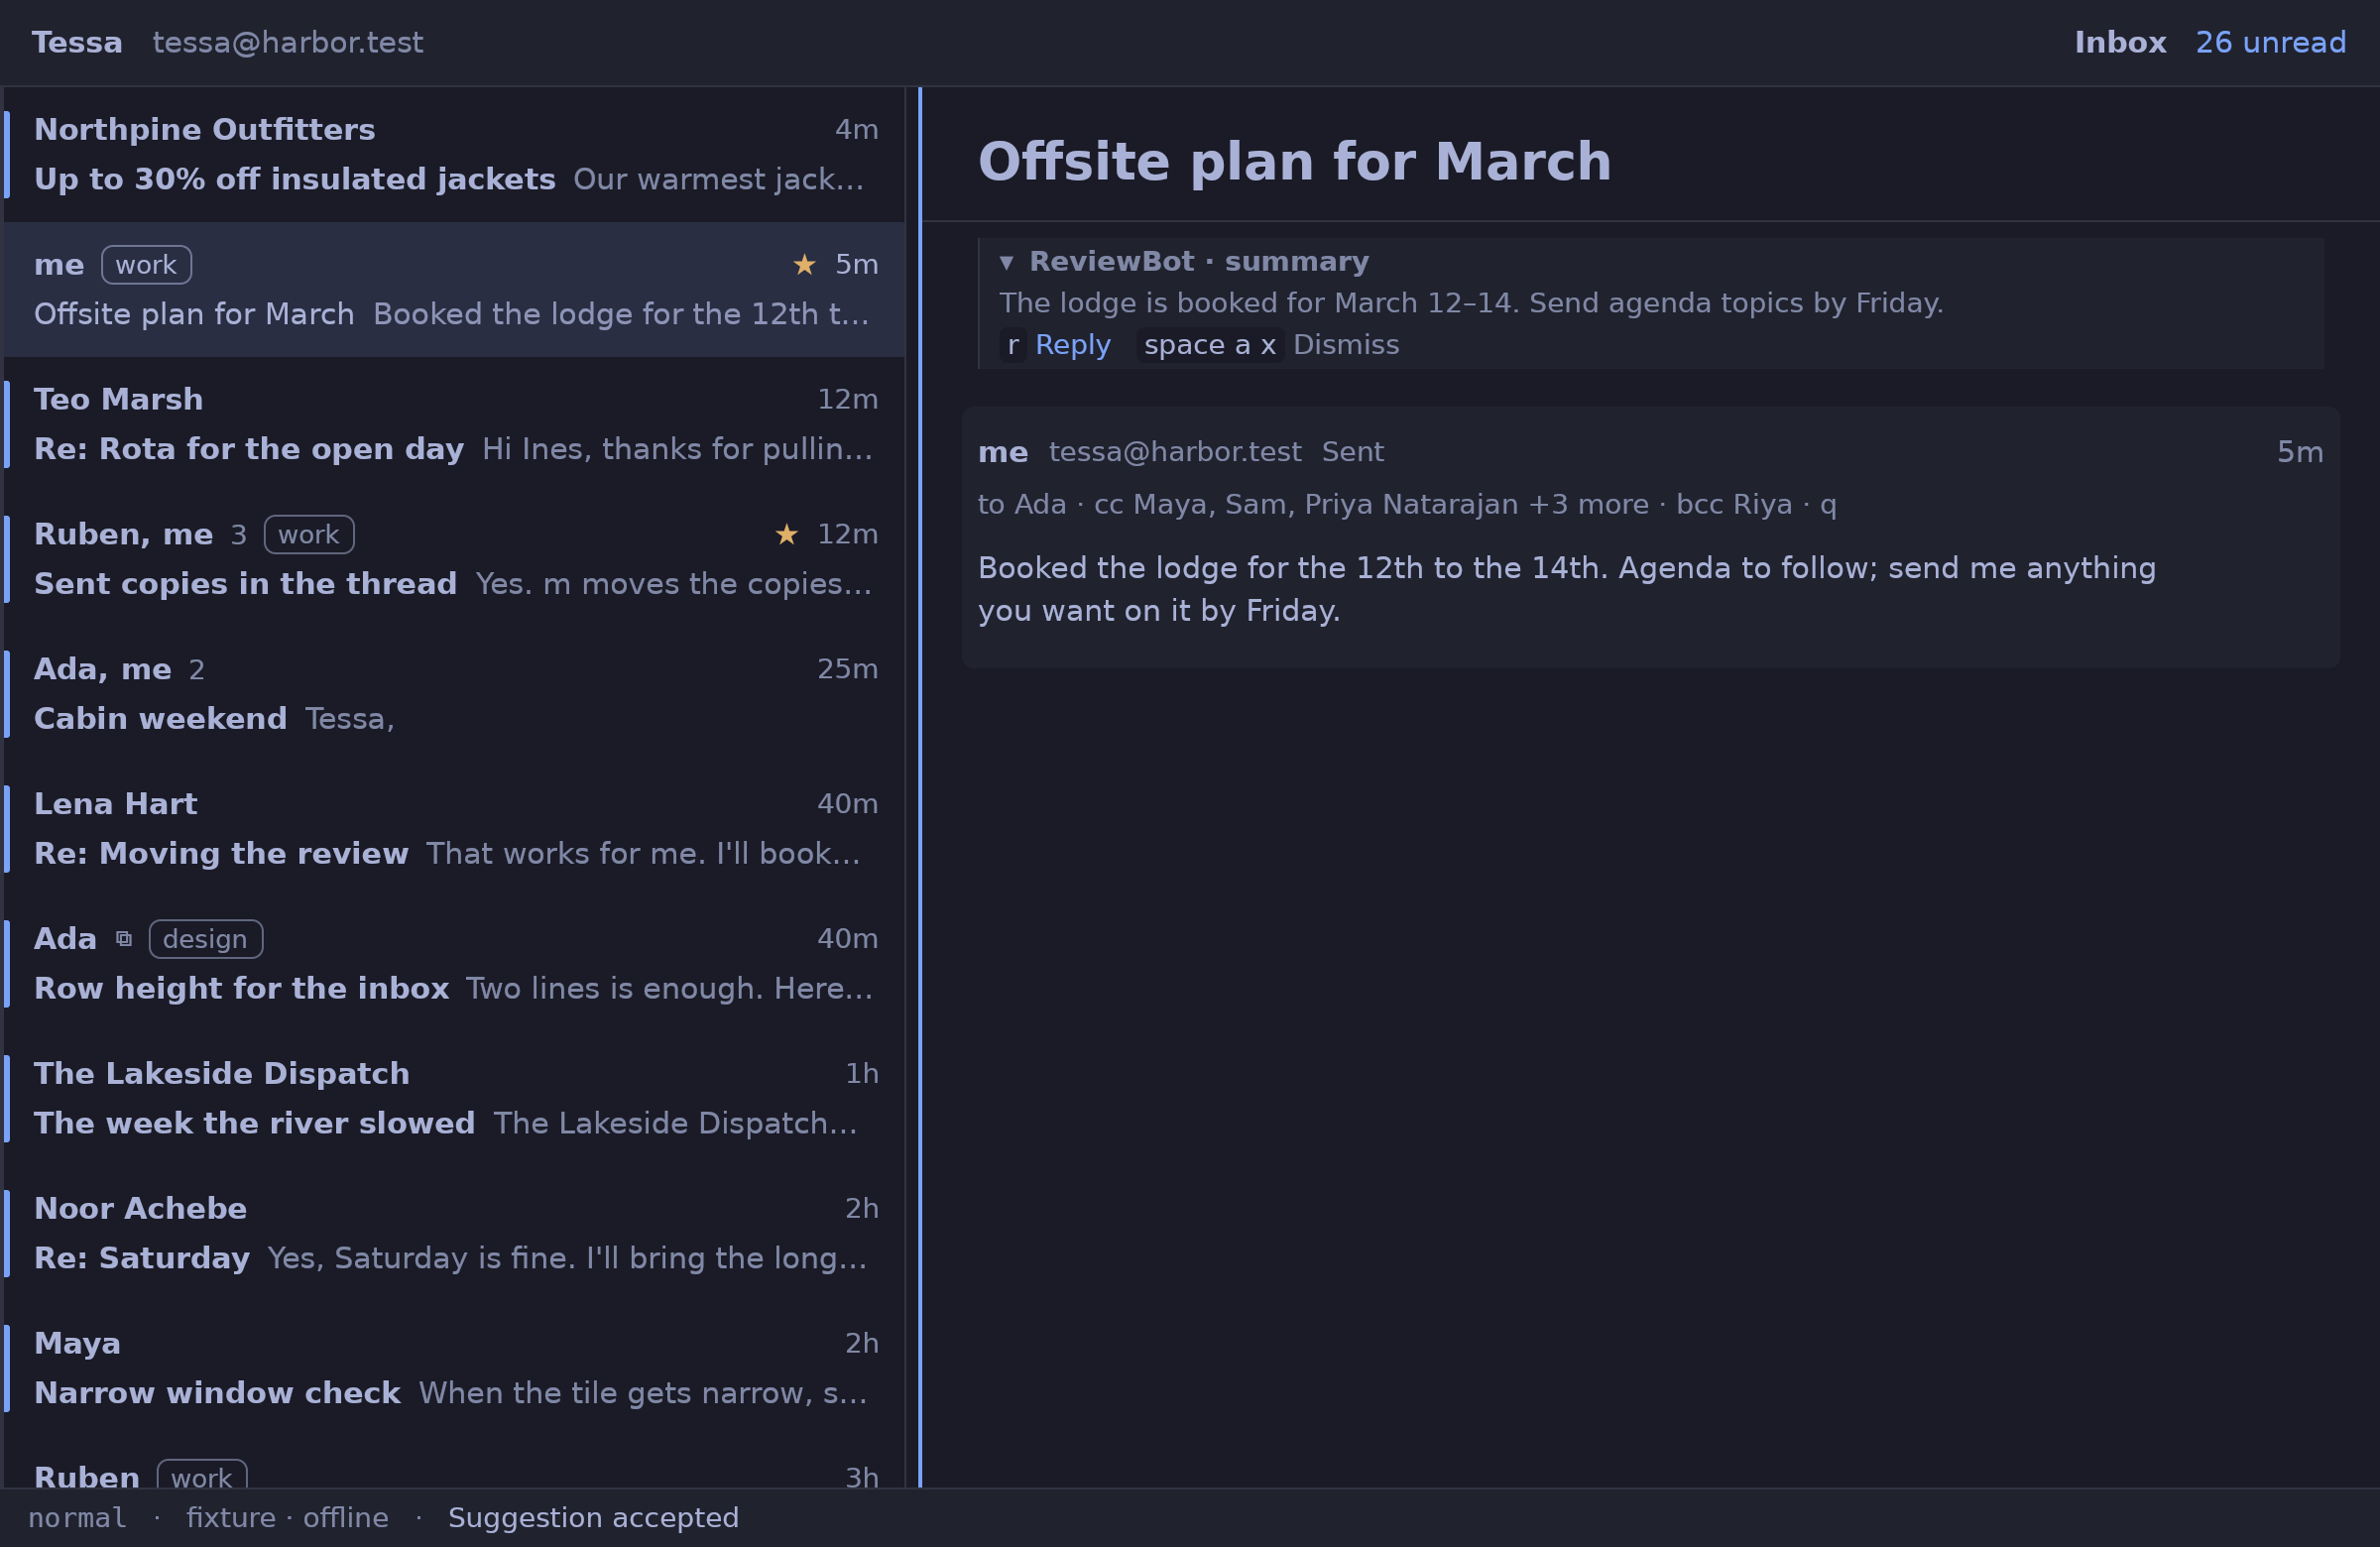 Tessa tessa@harbor.test
Inbox 26 unread
Northpine Outfitters 4m
Up to 30% off insulated jackets Our warmest jack…
me work ★ 5m
Offsite plan for March Booked the lodge for the 12th t…
Teo Marsh 12m
Re: Rota for the open day Hi Ines, thanks for pullin…
Ruben, me 3 work ★ 12m
Sent copies in the thread Yes. m moves the copies…
Ada, me 2 25m
Cabin weekend Tessa,
Lena Hart 40m
Re: Moving the review That works for me. I'll book…
Ada design 40m
Row height for the inbox Two lines is enough. Here…
The Lakeside Dispatch 1h
The week the river slowed The Lakeside Dispatch…
Noor Achebe 2h
Re: Saturday Yes, Saturday is fine. I'll bring the long…
Maya 2h
Narrow window check When the tile gets narrow, s…
Ruben work 3h
Offsite plan for March
▾ ReviewBot · summary
The lodge is booked for March 12–14. Send agenda topics by Friday.
r Reply space a x Dismiss
me tessa@harbor.test Sent 5m
to Ada · cc Maya, Sam, Priya Natarajan +3 more · bcc Riya · q
Booked the lodge for the 12th to the 14th. Agenda to follow; send me anything
you want on it by Friday.
normal · fixture · offline · Suggestion accepted